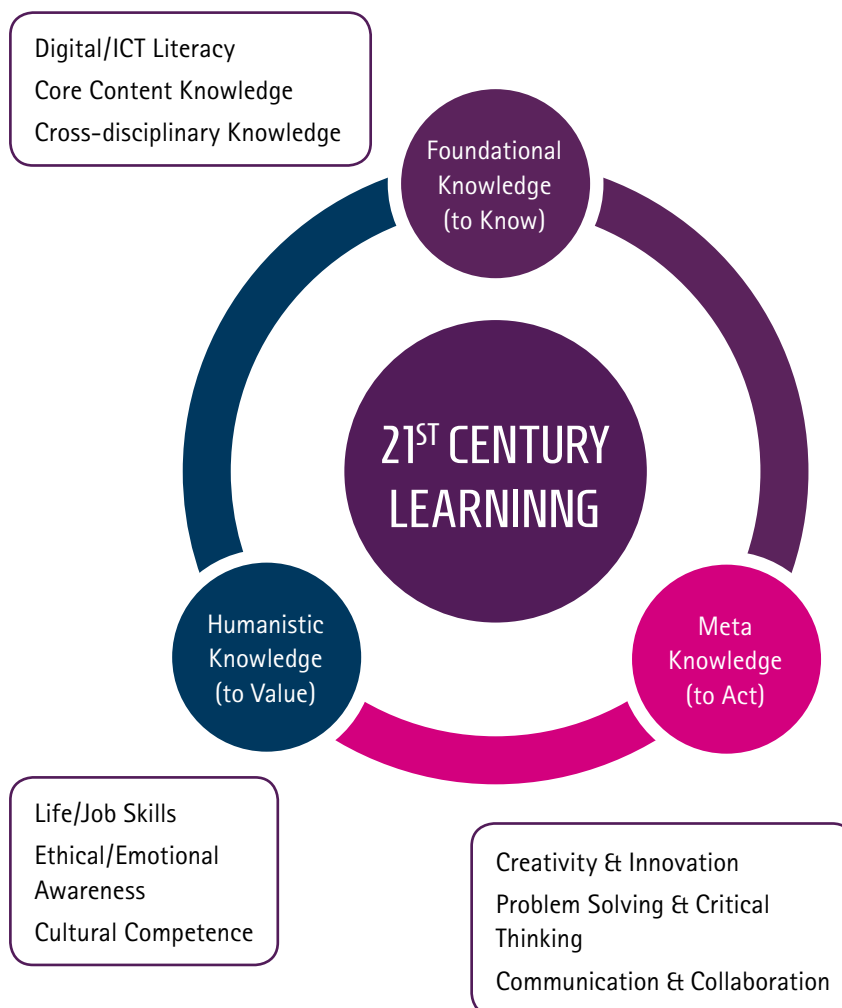 Digital/ICT Literacy
Core Content Knowledge
Cross-disciplinary Knowledge
Foundational
Knowledge
(to Know)
21ST CENTURY
LEARNINNG
Humanistic
Knowledge
(to Value)
Meta
Knowledge
(to Act)
Life/Job Skills
Ethical/Emotional
Awareness
Cultural Competence
Creativity & Innovation
Problem Solving & Critical
Thinking
Communication & Collaboration